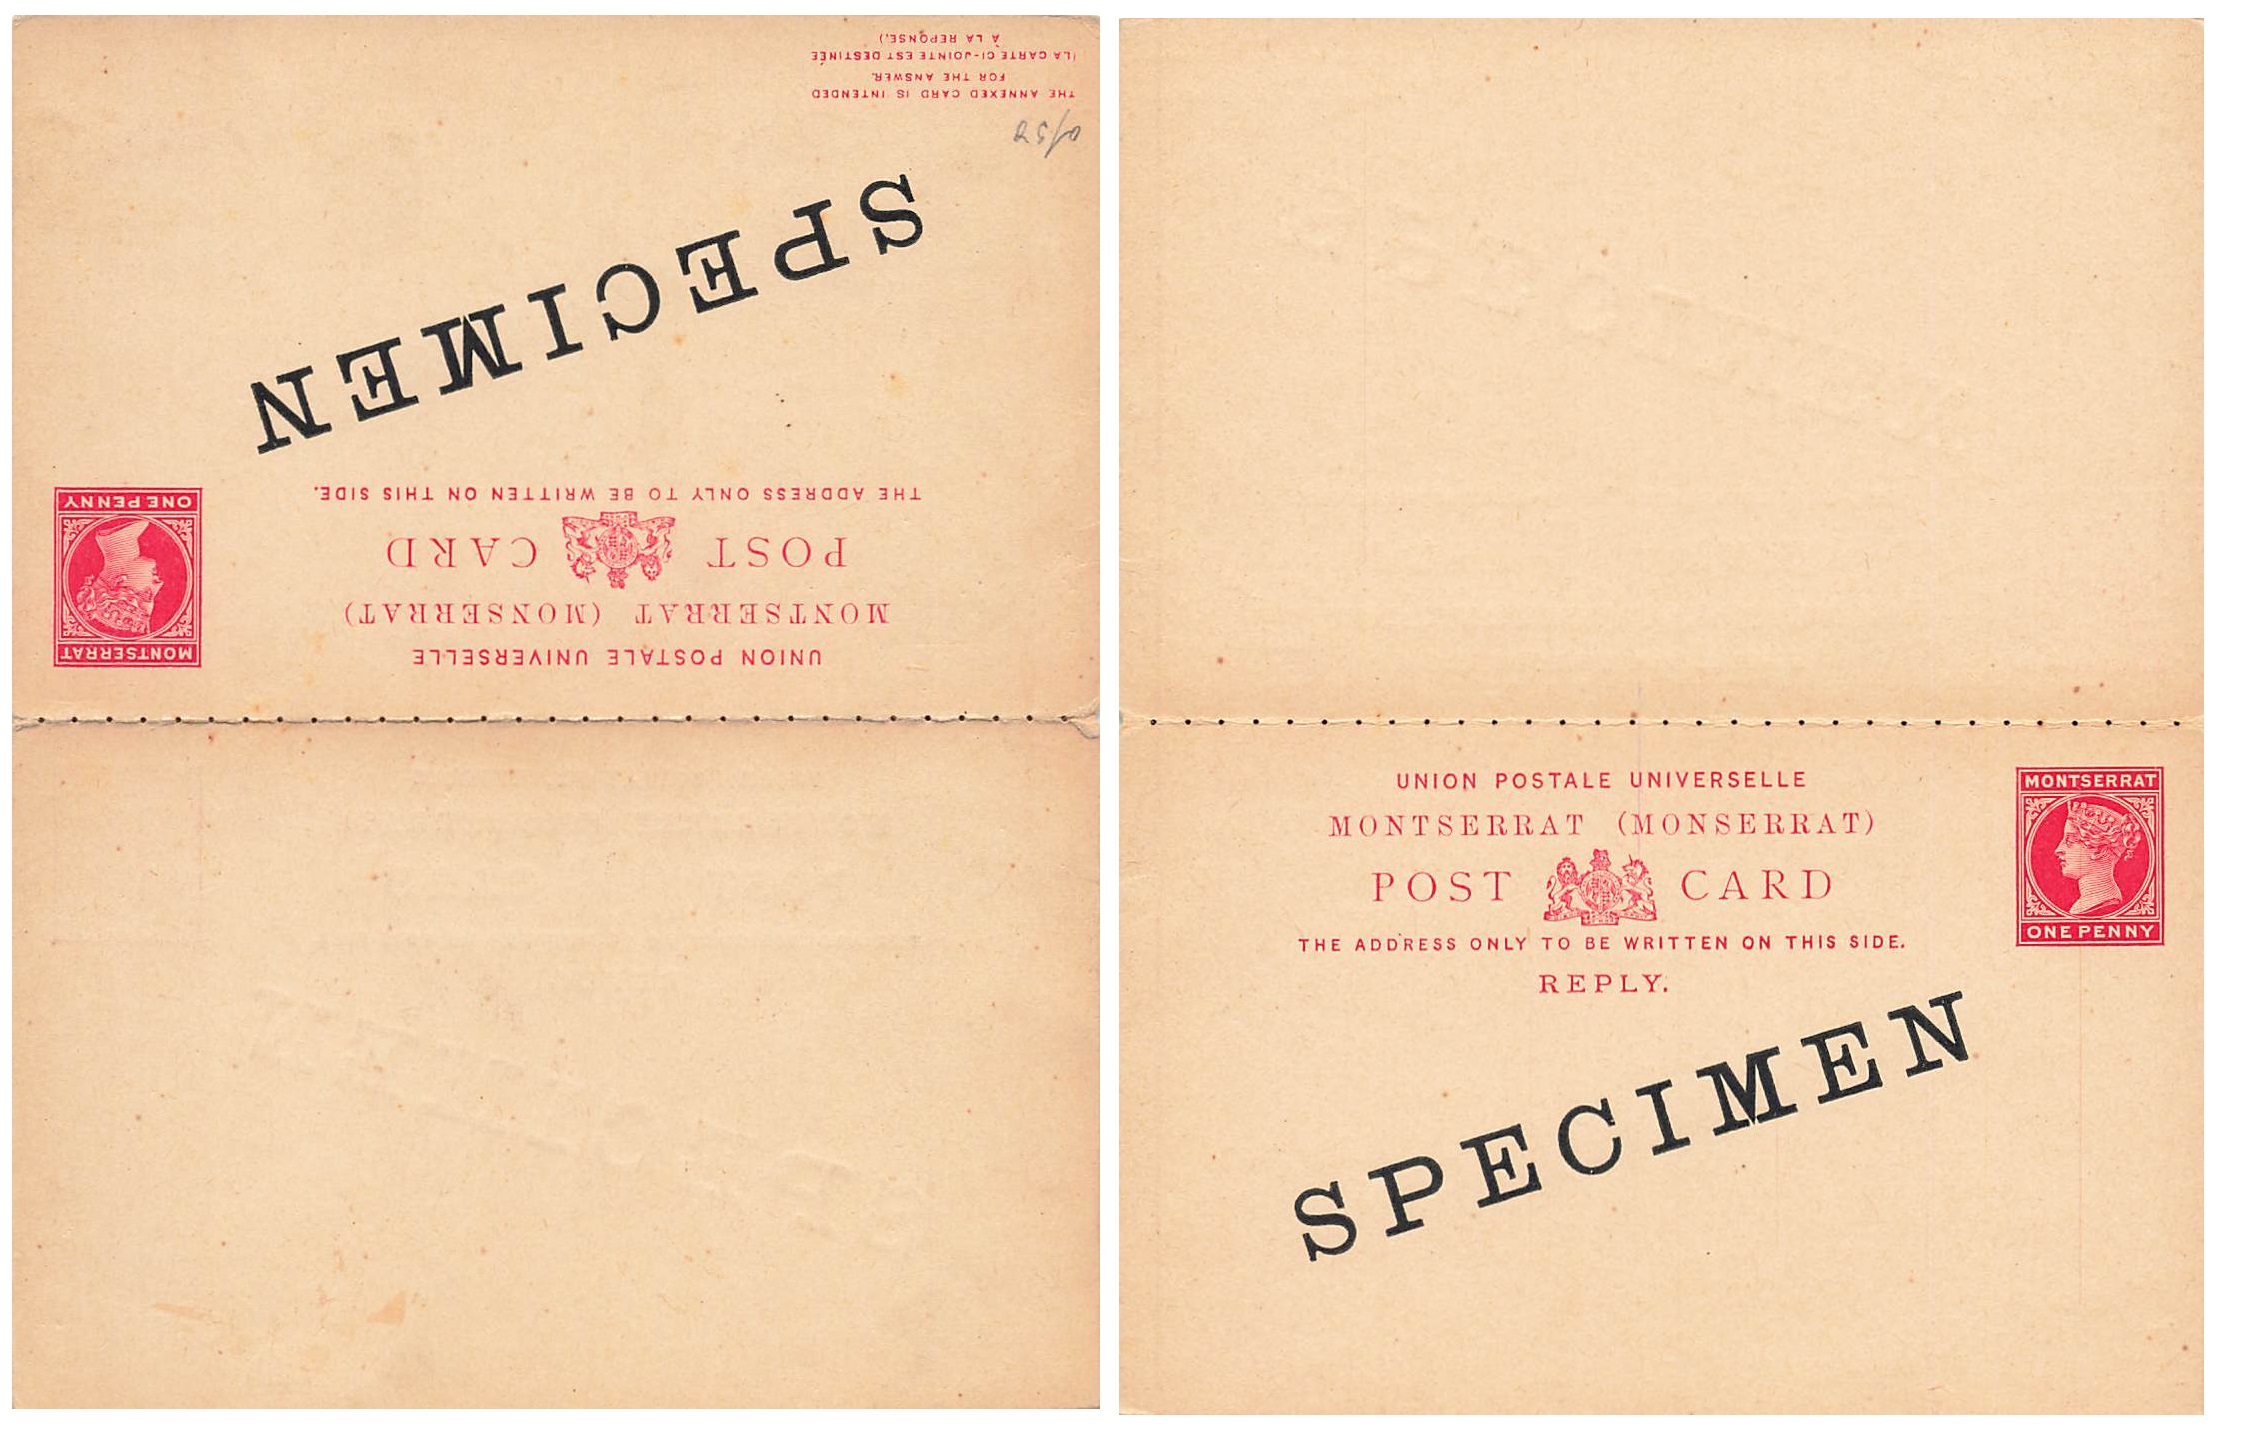 MONTSERRAT
ONE PENNY
UNION POSTALE UNIVERSELLE
MONTSERRAT (MONSERRAT)
POST CARD
THE ADDRESS ONLY TO BE WRITTEN ON THIS SIDE.
SPECIMEN
THE ANNEXED CARD IS INTENDED
FOR THE ANSWER.
(LA CARTE CI-JOINTE EST DESTINÉE
À LA REPONSE.)
UNION POSTALE UNIVERSELLE
MONTSERRAT (MONSERRAT)
POST CARD
THE ADDRESS ONLY TO BE WRITTEN ON THIS SIDE.
REPLY.
MONTSERRAT
ONE PENNY
SPECIMEN